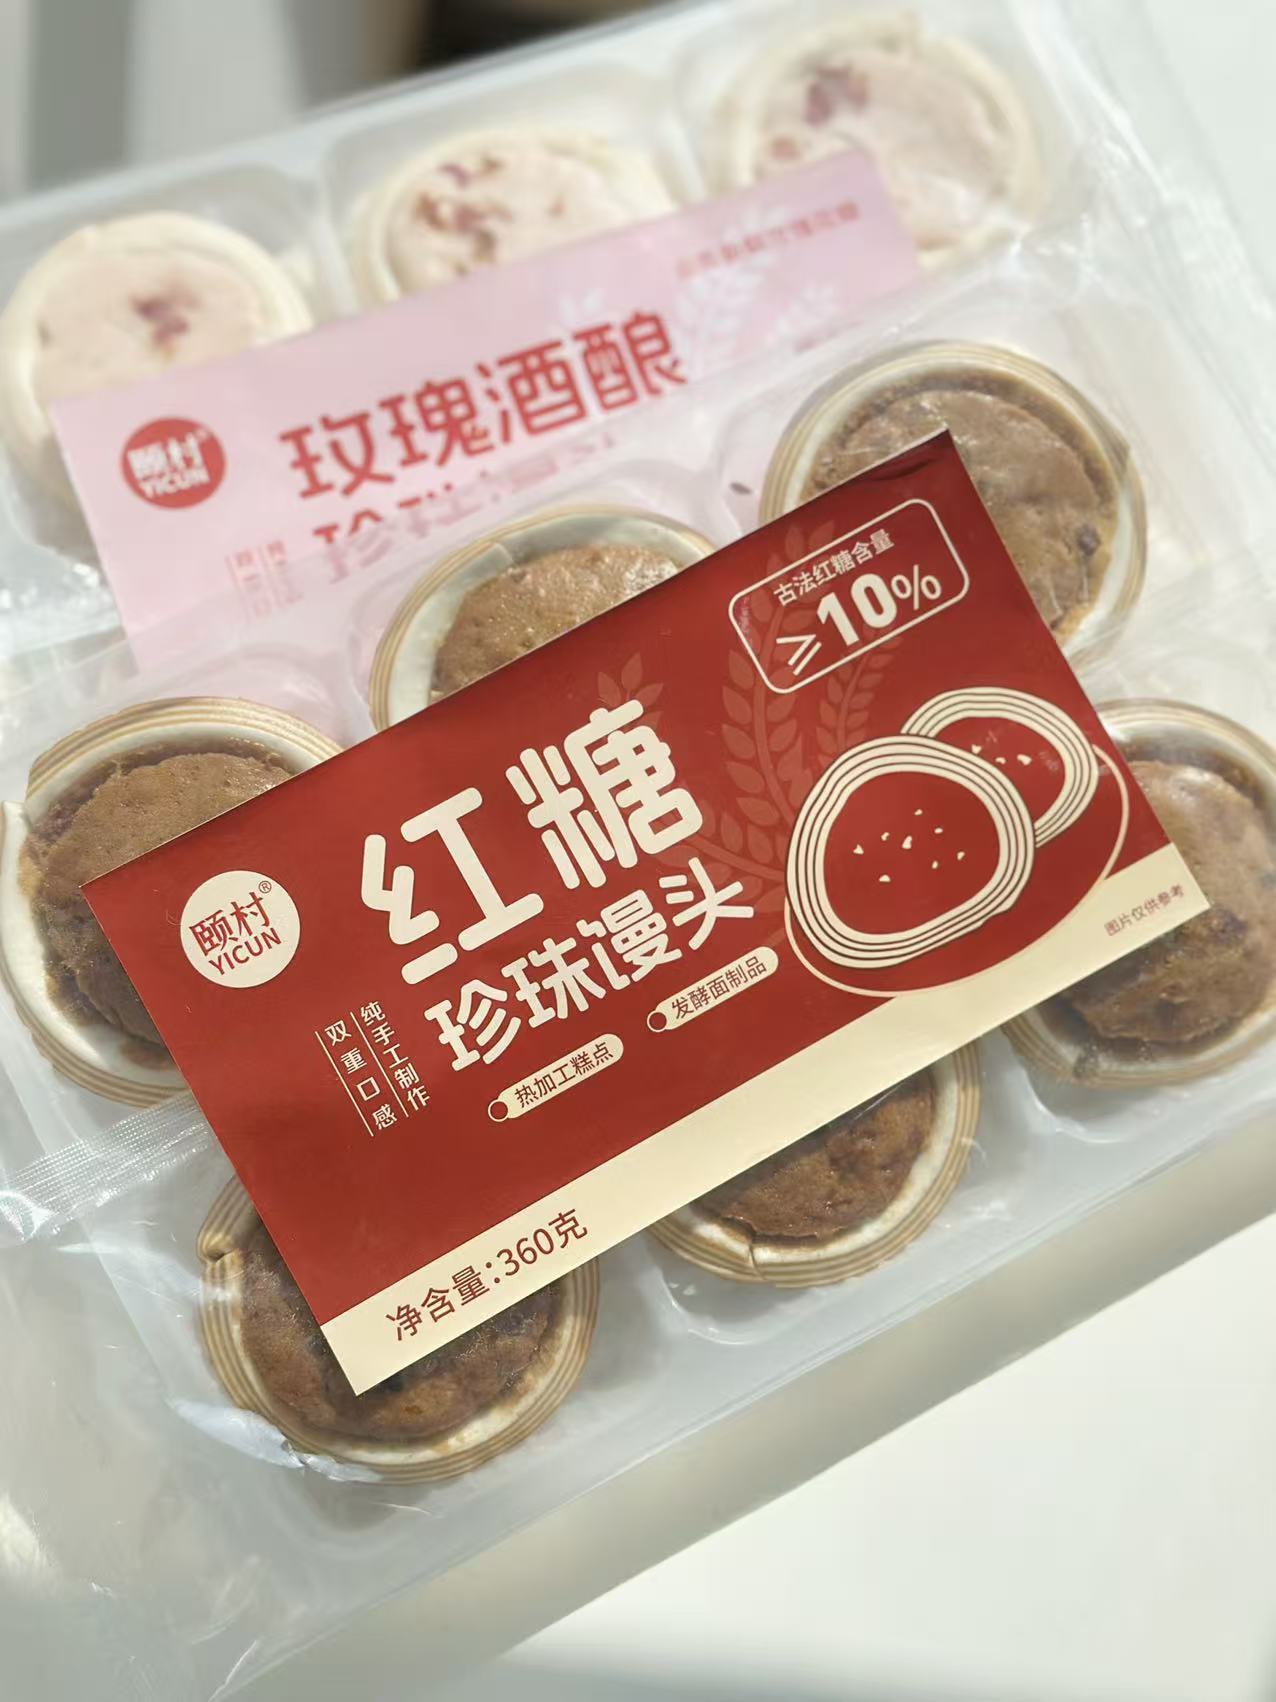 颐村
YICUN
玫瑰酒酿
古法红糖含量
≥10%
红糖
珍珠馒头
颐村®
YICUN
纯手工制作
双重口感
热加工糕点
发酵面制品
图片仅供参考
净含量:360克